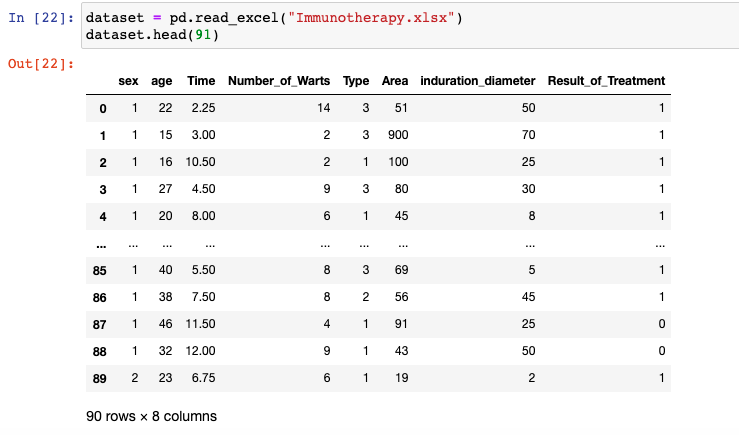 In [22]: dataset = pd.read_excel("Immunotherapy.xlsx")
dataset.head(91)
Out[22]:
sex age Time Number_of_Warts Type Area induration_diameter Result_of_Treatment
0 1 22 2.25 14 3 51 50 1
1 1 15 3.00 2 3 900 70 1
2 1 16 10.50 2 1 100 25 1
3 1 27 4.50 9 3 80 30 1
4 1 20 8.00 6 1 45 8 1
... ... ... ... ... ... ... ... ...
85 1 40 5.50 8 3 69 5 1
86 1 38 7.50 8 2 56 45 1
87 1 46 11.50 4 1 91 25 0
88 1 32 12.00 9 1 43 50 0
89 2 23 6.75 6 1 19 2 1
90 rows × 8 columns